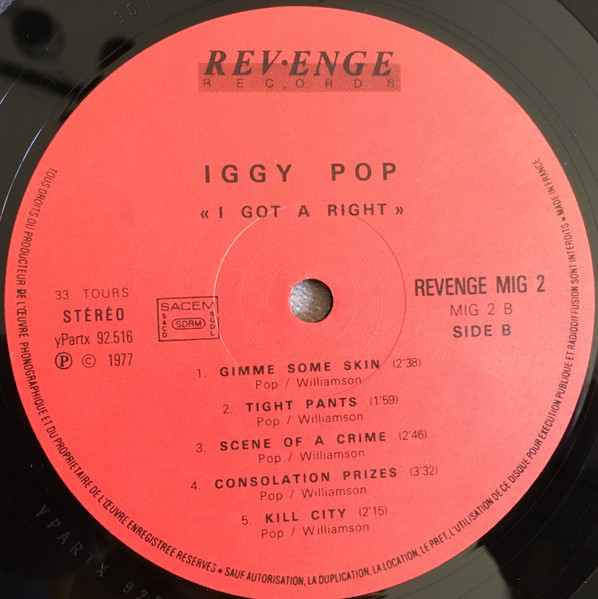 REV·ENGE
RECORDS
IGGY POP
« I GOT A RIGHT »
33 TOURS
STÉRÉO
yPartx 92.516
Ⓟ © 1977
SACEM
SACD
SDRM
SGDL
REVENGE MIG 2
MIG 2 B
SIDE B
1. GIMME SOME SKIN (2'38)
Pop / Williamson
2. TIGHT PANTS (1'59)
Pop / Williamson
3. SCENE OF A CRIME (2'46)
Pop / Williamson
4. CONSOLATION PRIZES (3'32)
Pop / Williamson
5. KILL CITY (2'15)
Pop / Williamson
TOUS DROITS DU PRODUCTEUR DE L'ŒUVRE PHONOGRAPHIQUE ET DU PROPRIETAIRE DE L'ŒUVRE ENREGISTREE RESERVES • SAUF AUTORISATION, LA DUPLICATION, LA LOCATION, LE PRET, L'UTILISATION DE CE DISQUE POUR EXECUTION PUBLIQUE ET RADIODIFFUSION SONT INTERDITS • MADE IN FRANCE
YPARTX